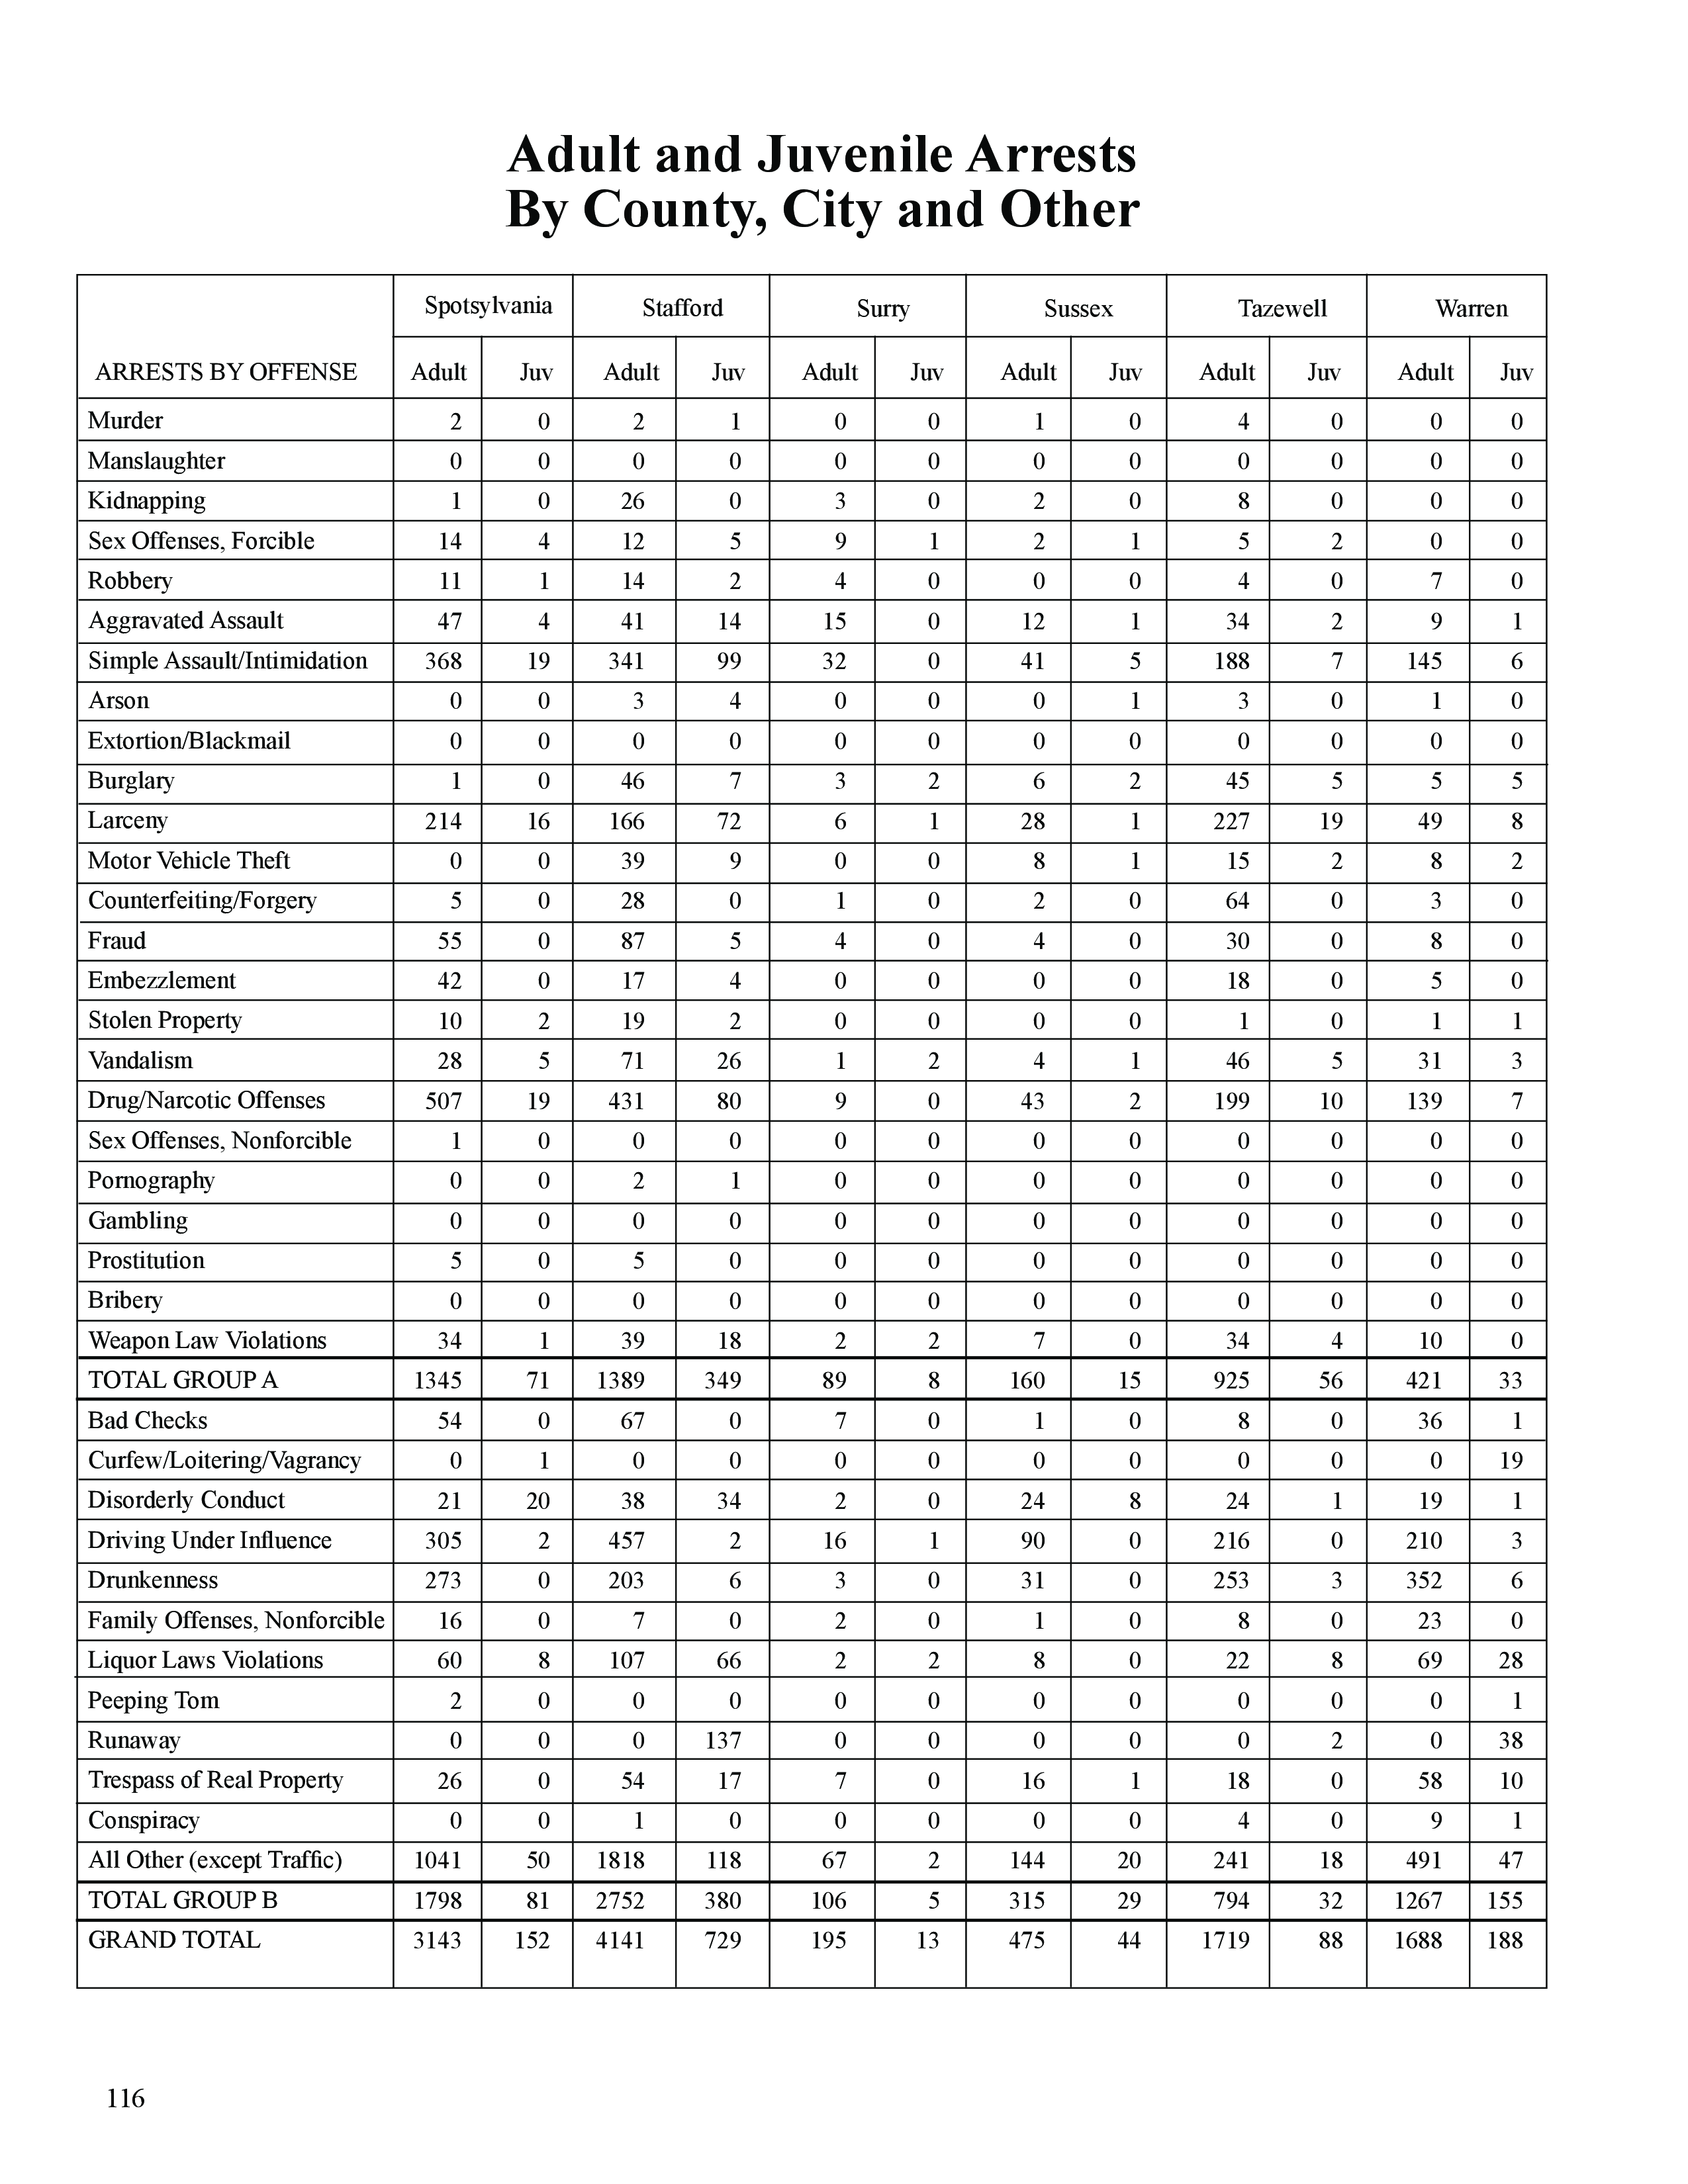 Adult and Juvenile Arrests
By County, City and Other
Spotsylvania Stafford Surry Sussex Tazewell Warren
ARRESTS BY OFFENSE Adult Juv Adult Juv Adult Juv Adult Juv Adult Juv Adult Juv
Murder 2 0 2 1 0 0 1 0 4 0 0 0
Manslaughter 0 0 0 0 0 0 0 0 0 0 0 0
Kidnapping 1 0 26 0 3 0 2 0 8 0 0 0
Sex Offenses, Forcible 14 4 12 5 9 1 2 1 5 2 0 0
Robbery 11 1 14 2 4 0 0 0 4 0 7 0
Aggravated Assault 47 4 41 14 15 0 12 1 34 2 9 1
Simple Assault/Intimidation 368 19 341 99 32 0 41 5 188 7 145 6
Arson 0 0 3 4 0 0 0 1 3 0 1 0
Extortion/Blackmail 0 0 0 0 0 0 0 0 0 0 0 0
Burglary 1 0 46 7 3 2 6 2 45 5 5 5
Larceny 214 16 166 72 6 1 28 1 227 19 49 8
Motor Vehicle Theft 0 0 39 9 0 0 8 1 15 2 8 2
Counterfeiting/Forgery 5 0 28 0 1 0 2 0 64 0 3 0
Fraud 55 0 87 5 4 0 4 0 30 0 8 0
Embezzlement 42 0 17 4 0 0 0 0 18 0 5 0
Stolen Property 10 2 19 2 0 0 0 0 1 0 1 1
Vandalism 28 5 71 26 1 2 4 1 46 5 31 3
Drug/Narcotic Offenses 507 19 431 80 9 0 43 2 199 10 139 7
Sex Offenses, Nonforcible 1 0 0 0 0 0 0 0 0 0 0 0
Pornography 0 0 2 1 0 0 0 0 0 0 0 0
Gambling 0 0 0 0 0 0 0 0 0 0 0 0
Prostitution 5 0 5 0 0 0 0 0 0 0 0 0
Bribery 0 0 0 0 0 0 0 0 0 0 0 0
Weapon Law Violations 34 1 39 18 2 2 7 0 34 4 10 0
TOTAL GROUP A 1345 71 1389 349 89 8 160 15 925 56 421 33
Bad Checks 54 0 67 0 7 0 1 0 8 0 36 1
Curfew/Loitering/Vagrancy 0 1 0 0 0 0 0 0 0 0 0 19
Disorderly Conduct 21 20 38 34 2 0 24 8 24 1 19 1
Driving Under Influence 305 2 457 2 16 1 90 0 216 0 210 3
Drunkenness 273 0 203 6 3 0 31 0 253 3 352 6
Family Offenses, Nonforcible 16 0 7 0 2 0 1 0 8 0 23 0
Liquor Laws Violations 60 8 107 66 2 2 8 0 22 8 69 28
Peeping Tom 2 0 0 0 0 0 0 0 0 0 0 1
Runaway 0 0 0 137 0 0 0 0 0 2 0 38
Trespass of Real Property 26 0 54 17 7 0 16 1 18 0 58 10
Conspiracy 0 0 1 0 0 0 0 0 4 0 9 1
All Other (except Traffic) 1041 50 1818 118 67 2 144 20 241 18 491 47
TOTAL GROUP B 1798 81 2752 380 106 5 315 29 794 32 1267 155
GRAND TOTAL 3143 152 4141 729 195 13 475 44 1719 88 1688 188
116